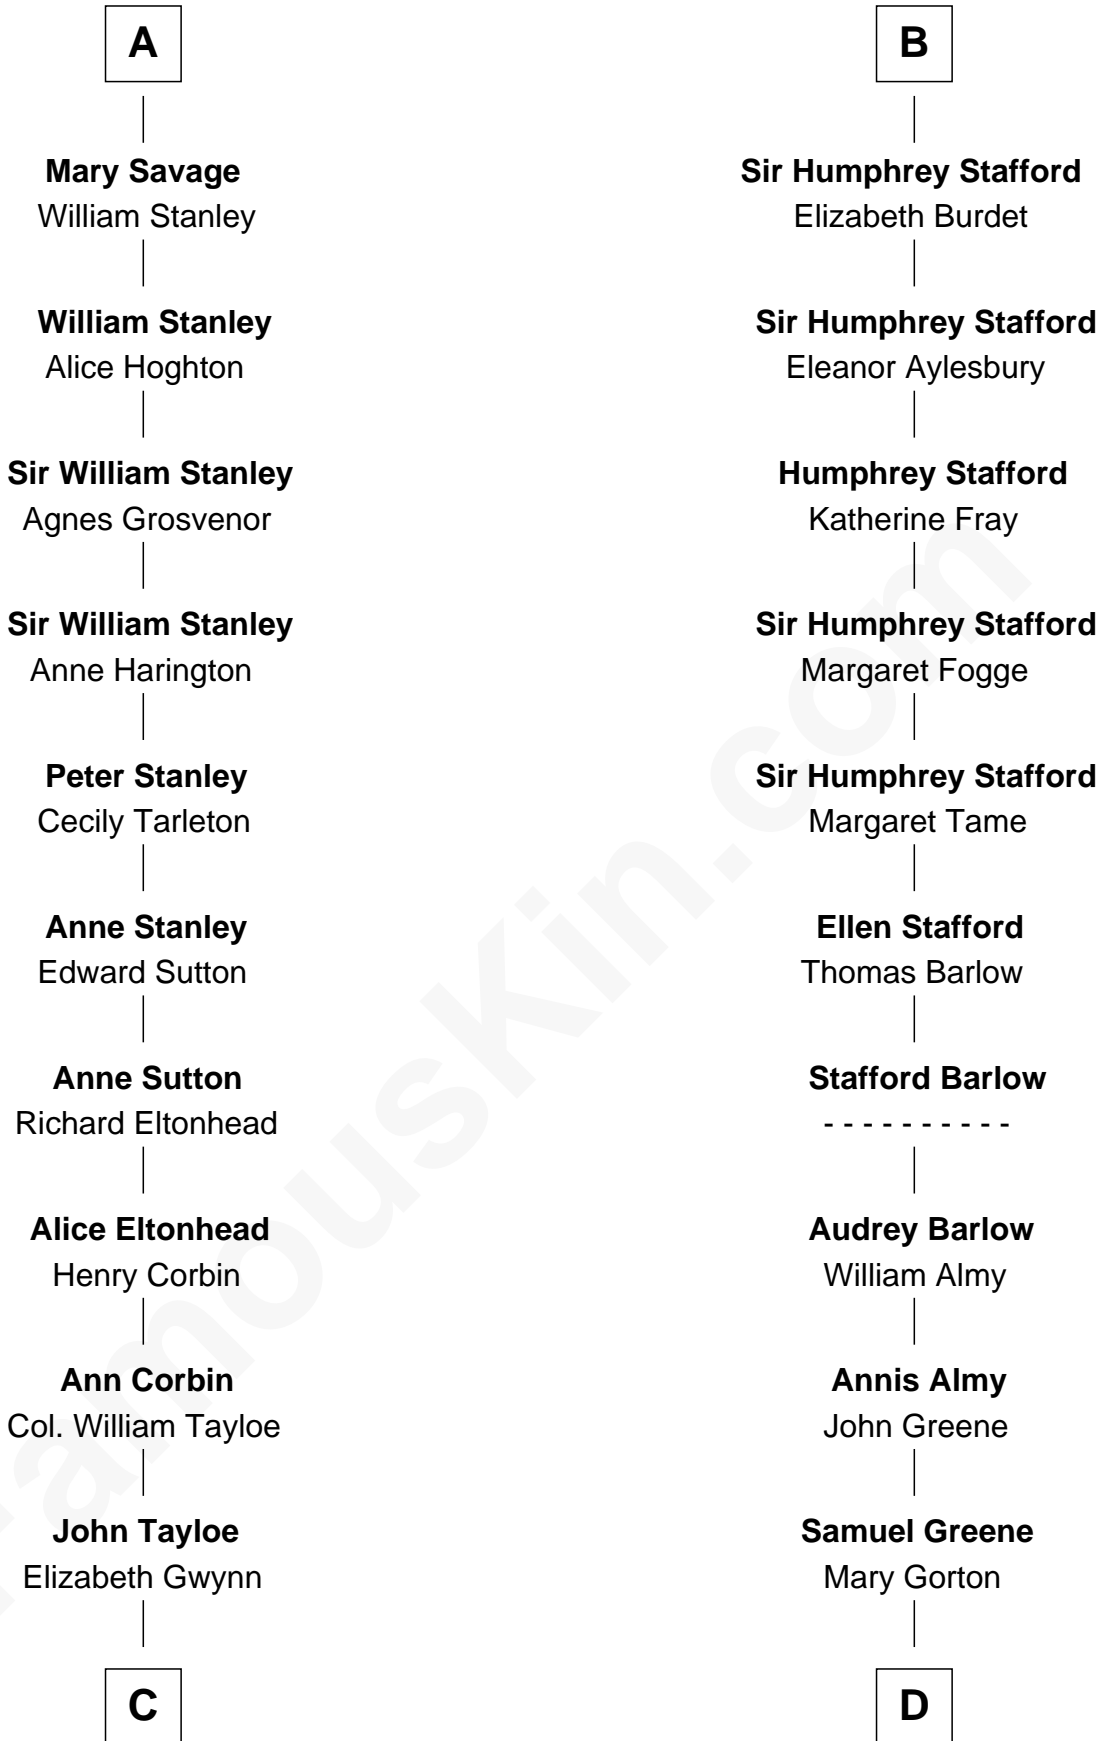 A
Mary Savage
William Stanley
William Stanley
Alice Hoghton
Sir William Stanley
Agnes Grosvenor
Sir William Stanley
Anne Harington
Peter Stanley
Cecily Tarleton
Anne Stanley
Edward Sutton
Anne Sutton
Richard Eltonhead
Alice Eltonhead
Henry Corbin
Ann Corbin
Col. William Tayloe
John Tayloe
Elizabeth Gwynn
C
B
Sir Humphrey Stafford
Elizabeth Burdet
Sir Humphrey Stafford
Eleanor Aylesbury
Humphrey Stafford
Katherine Fray
Sir Humphrey Stafford
Margaret Fogge
Sir Humphrey Stafford
Margaret Tame
Ellen Stafford
Thomas Barlow
Stafford Barlow
- - - - - - - - - -
Audrey Barlow
William Almy
Annis Almy
John Greene
Samuel Greene
Mary Gorton
D
FamousKin.com